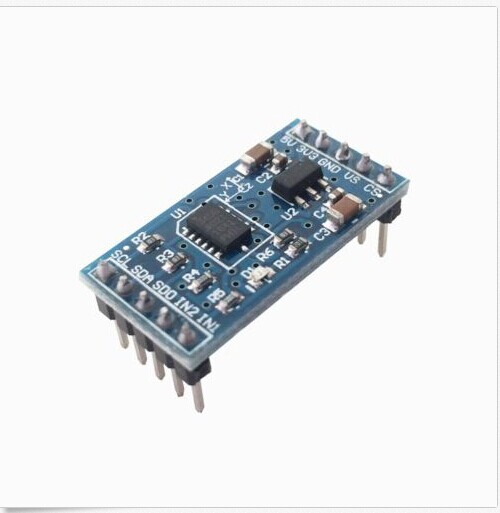 5V 3V3 GND VS CS
C2
U2
C4
C3
U1
X
Y
R6
R1
R2
R3
R4
R5
D1
SCL SDA SDO IN2 IN1